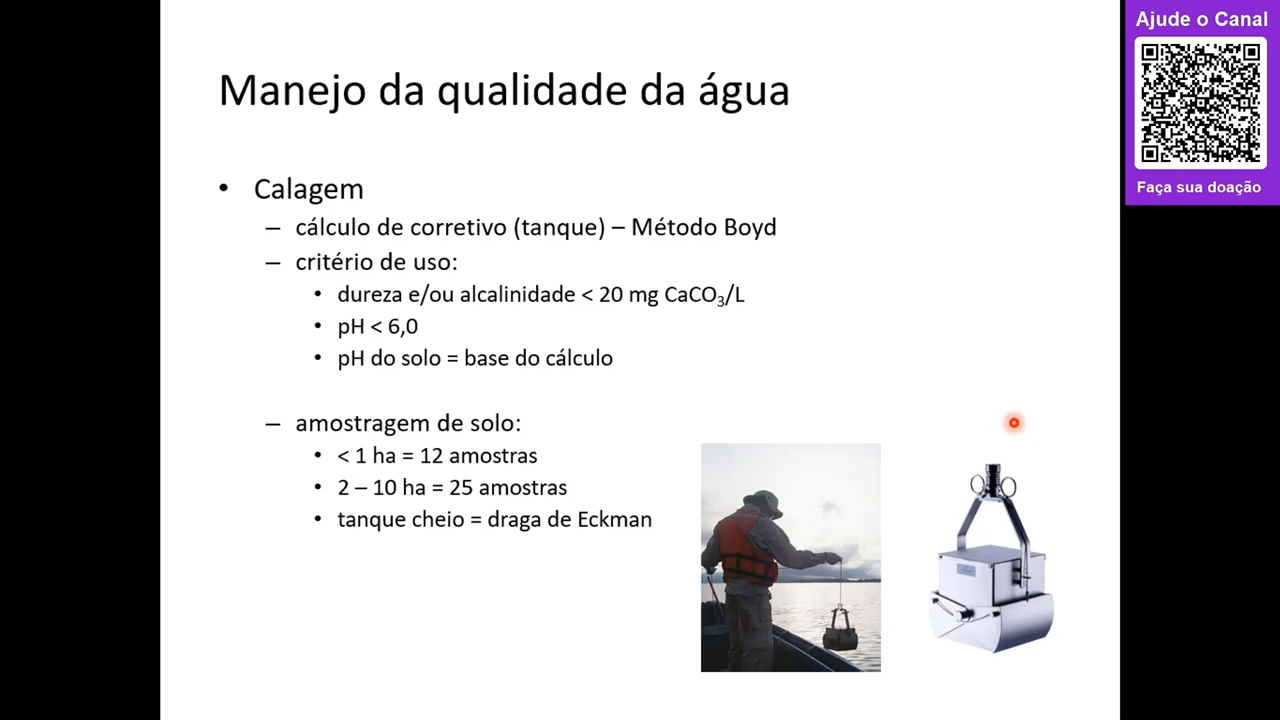 Manejo da qualidade da água
• Calagem
– cálculo de corretivo (tanque) – Método Boyd
– critério de uso:
• dureza e/ou alcalinidade < 20 mg CaCO₃/L
• pH < 6,0
• pH do solo = base do cálculo
– amostragem de solo:
• < 1 ha = 12 amostras
• 2 – 10 ha = 25 amostras
• tanque cheio = draga de Eckman
Ajude o Canal
Faça sua doação